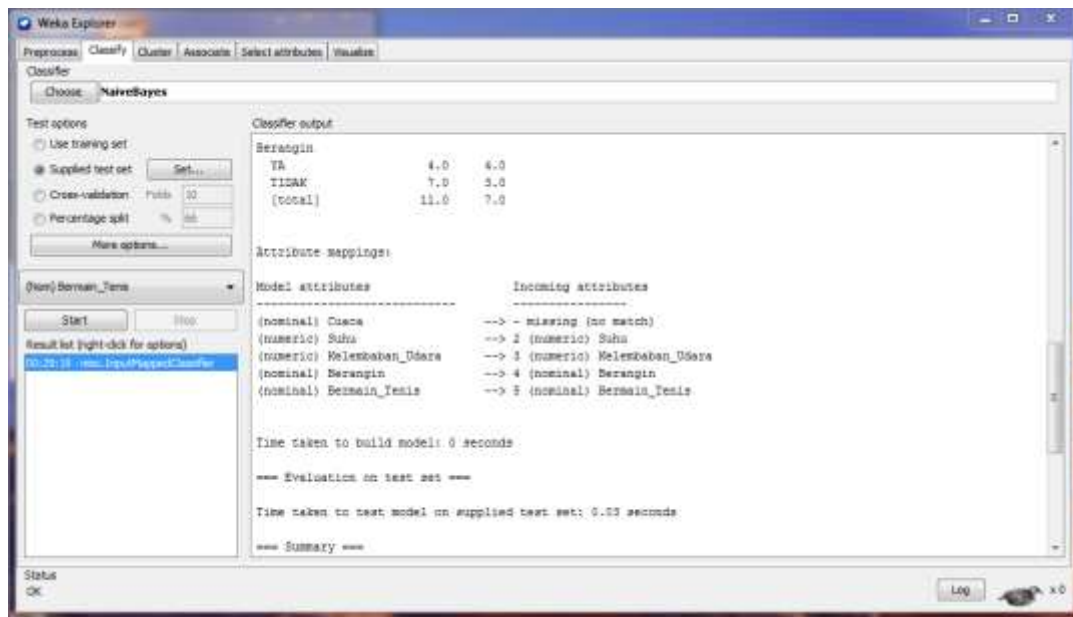 Weka Explorer
Preprocess Classify Cluster Associate Select attributes Visualize
Classifier
Choose NaiveBayes
Test options
Use training set
Supplied test set Set...
Cross-validation Folds 10
Percentage split % 66
More options...
(Nom) Bermain_Tenis
Start Stop
Result list (right-click for options)
00:29:18 - misc.InputMappedClassifier
Classifier output
Berangin
YA 4.0 4.0
TIDAK 7.0 3.0
[total] 11.0 7.0
Attribute mappings:
Model attributes Incoming attributes
---------------------------- ----------------
(nominal) Cuaca --> - missing (no match)
(numeric) Suhu --> 2 (numeric) Suhu
(numeric) Kelembaban_Udara --> 3 (numeric) Kelembaban_Udara
(nominal) Berangin --> 4 (nominal) Berangin
(nominal) Bermain_Tenis --> 5 (nominal) Bermain_Tenis
Time taken to build model: 0 seconds
=== Evaluation on test set ===
Time taken to test model on supplied test set: 0.03 seconds
=== Summary ===
Status
OK
Log x 0